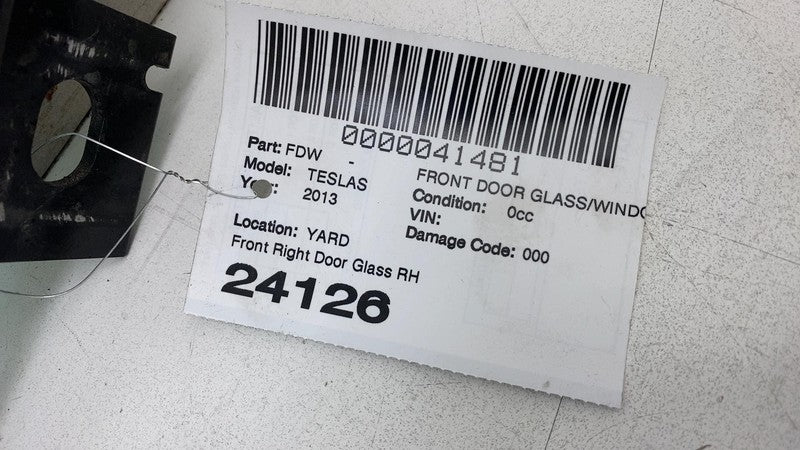 0000041481
Part: FDW - FRONT DOOR GLASS/WINDO
Model: TESLAS Condition: 0cc
2013 VIN:
Location: YARD Damage Code: 000
Front Right Door Glass RH
24126